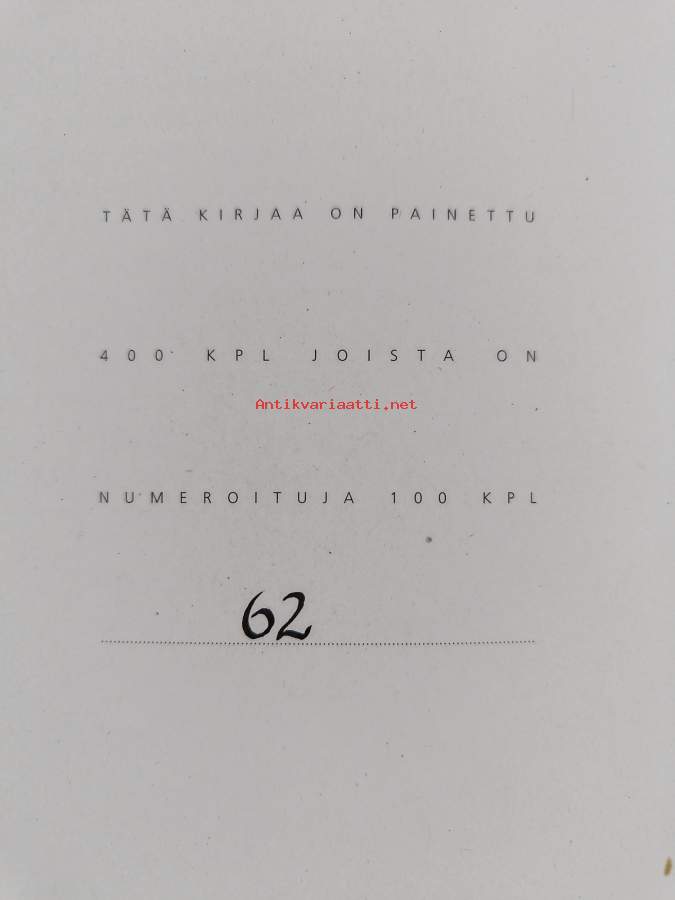 TÄTÄ KIRJAA ON PAINETTU
400 KPL JOISTA ON
Antikvariaatti.net
NUMEROITUJA 100 KPL
62